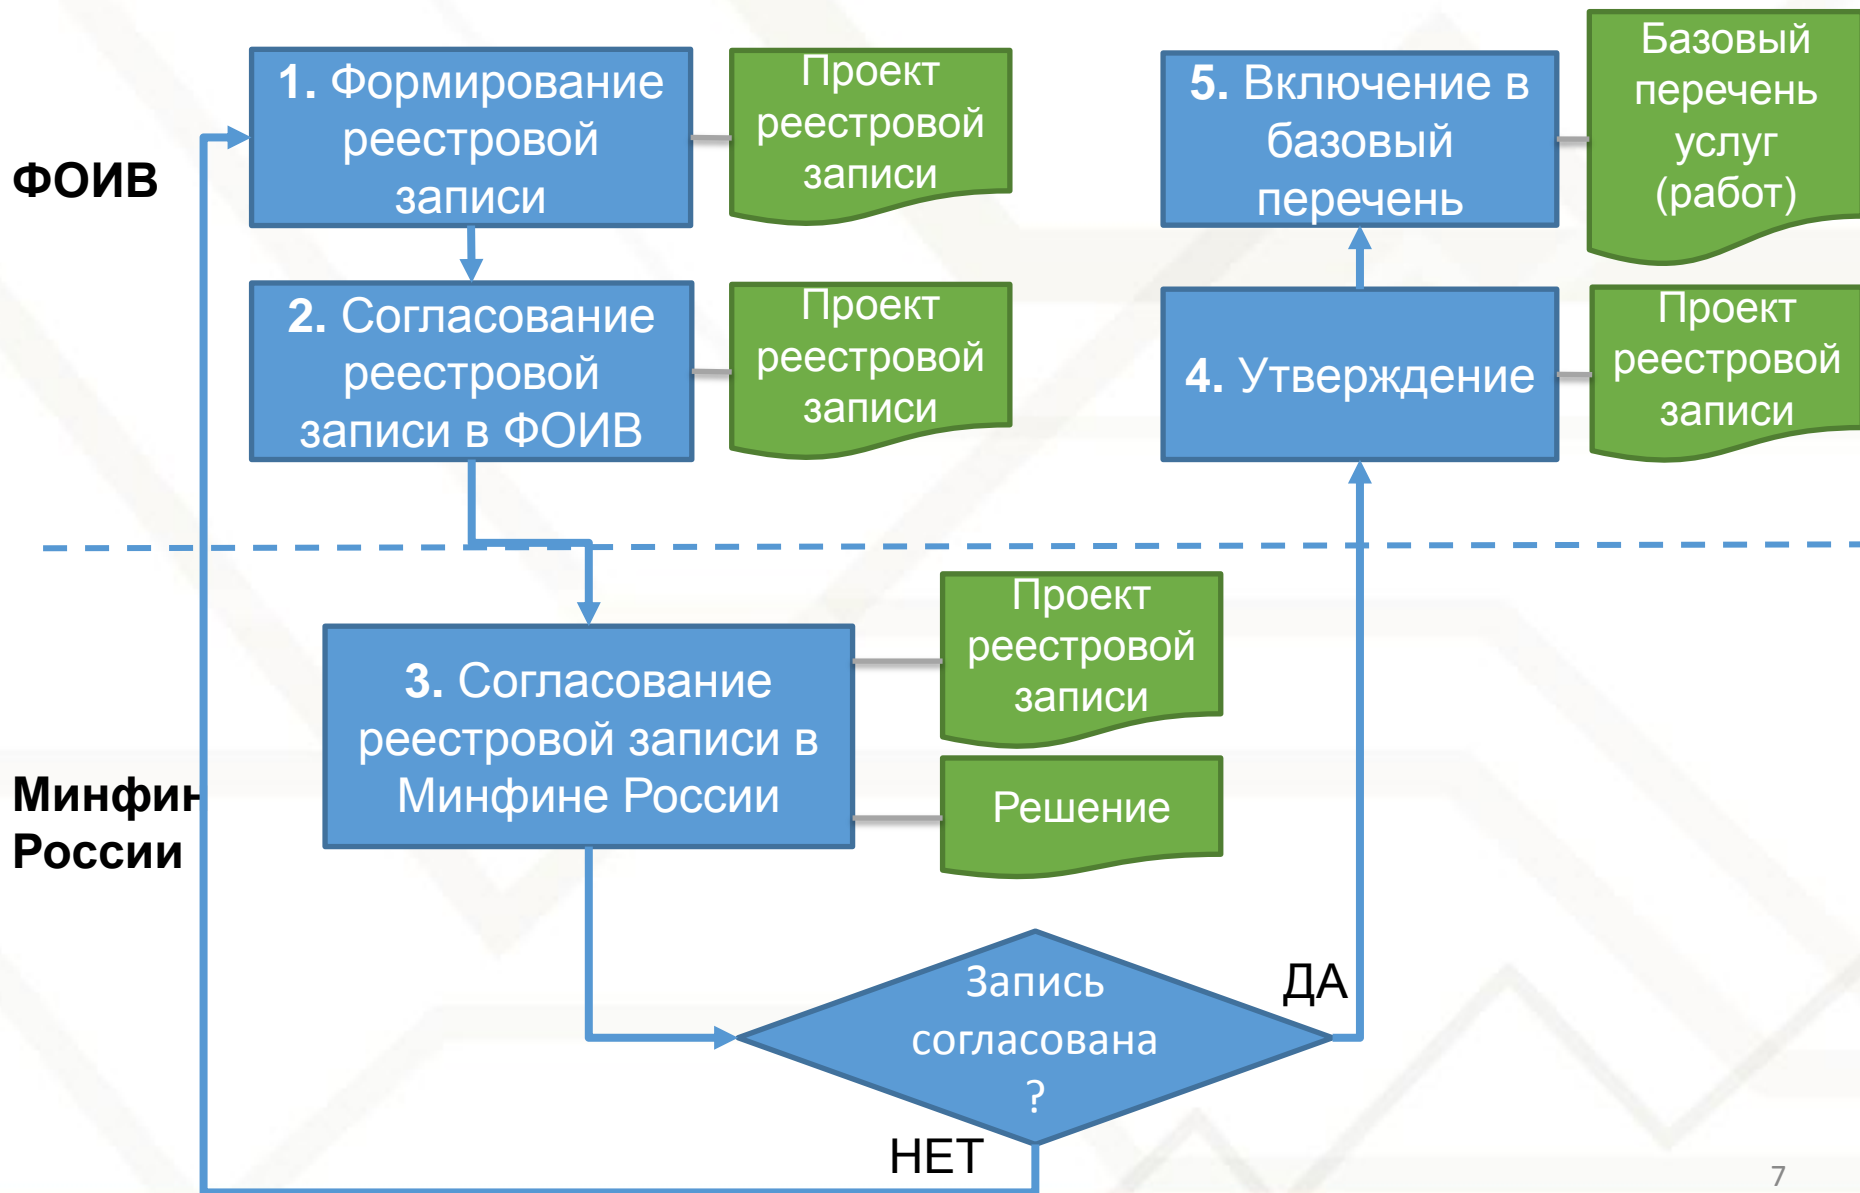 ФОИВ
1. Формирование
реестровой
записи
Проект
реестровой
записи
2. Согласование
реестровой
записи в ФОИВ
Проект
реестровой
записи
5. Включение в
базовый
перечень
Базовый
перечень
услуг
(работ)
4. Утверждение
Проект
реестровой
записи
Минфин
России
3. Согласование
реестровой записи в
Минфине России
Проект
реестровой
записи
Решение
Запись
согласована
?
ДА
НЕТ
7